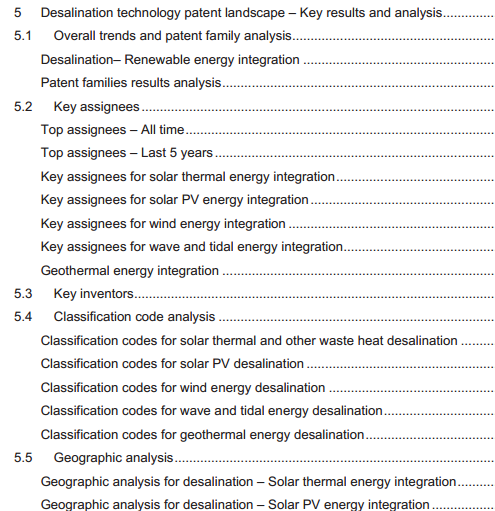 5 Desalination technology patent landscape – Key results and analysis.............
5.1 Overall trends and patent family analysis.....................................................
Desalination– Renewable energy integration ..................................................
Patent families results analysis.......................................................................
5.2 Key assignees..............................................................................................
Top assignees – All time.................................................................................
Top assignees – Last 5 years.........................................................................
Key assignees for solar thermal energy integration.........................................
Key assignees for solar PV energy integration................................................
Key assignees for wind energy integration .....................................................
Key assignees for wave and tidal energy integration.......................................
Geothermal energy integration .......................................................................
5.3 Key inventors................................................................................................
5.4 Classification code analysis .........................................................................
Classification codes for solar thermal and other waste heat desalination .........
Classification codes for solar PV desalination .................................................
Classification codes for wind energy desalination ...........................................
Classification codes for wave and tidal energy desalination.............................
Classification codes for geothermal energy desalination..................................
5.5 Geographic analysis.....................................................................................
Geographic analysis for desalination – Solar thermal energy integration..........
Geographic analysis for desalination – Solar PV energy integration .................